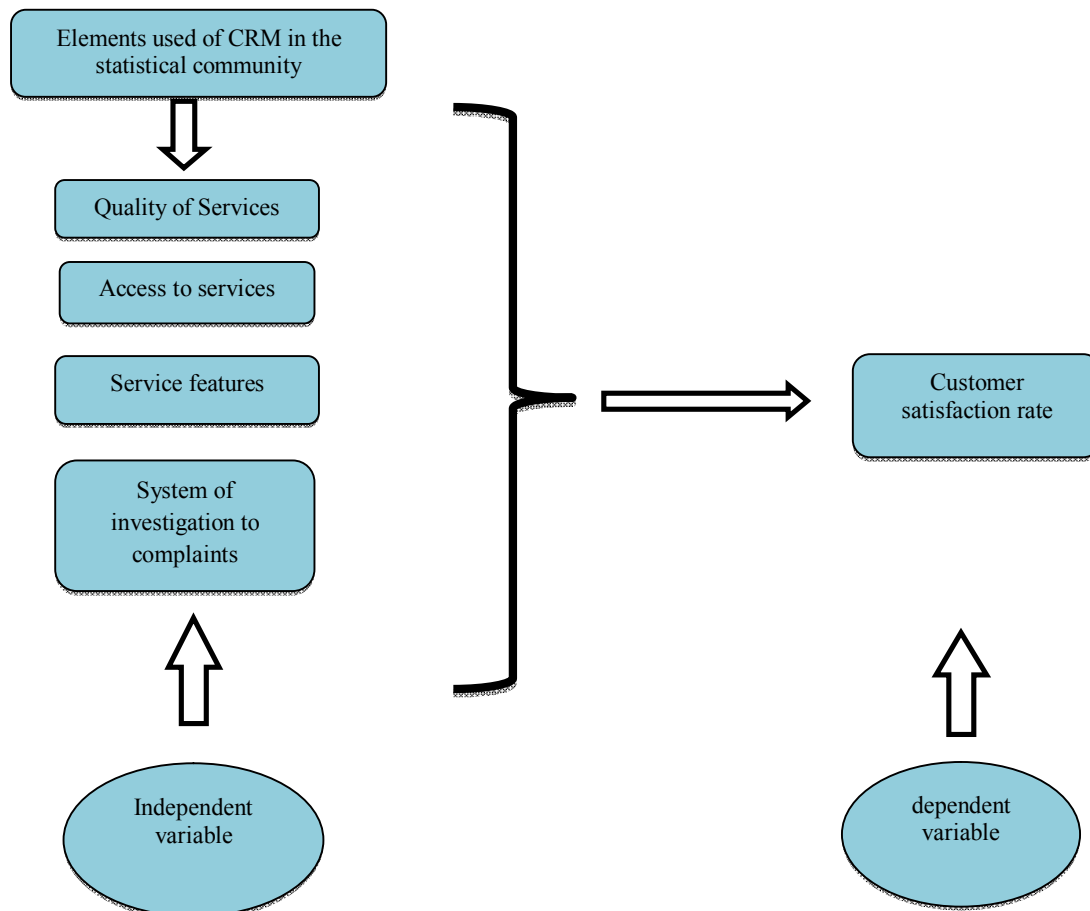 Elements used of CRM in the
statistical community
Quality of Services
Access to services
Service features
System of
investigation to
complaints
Customer
satisfaction rate
Independent
variable
dependent
variable